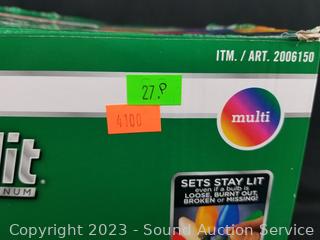 ITM. / ART. 2006150
27.P
4100
multi
lit
INUM
SETS STAY LIT
even if a bulb is
LOOSE, BURNT OUT,
BROKEN or MISSING!
Copyright 2023 - Sound Auction Service